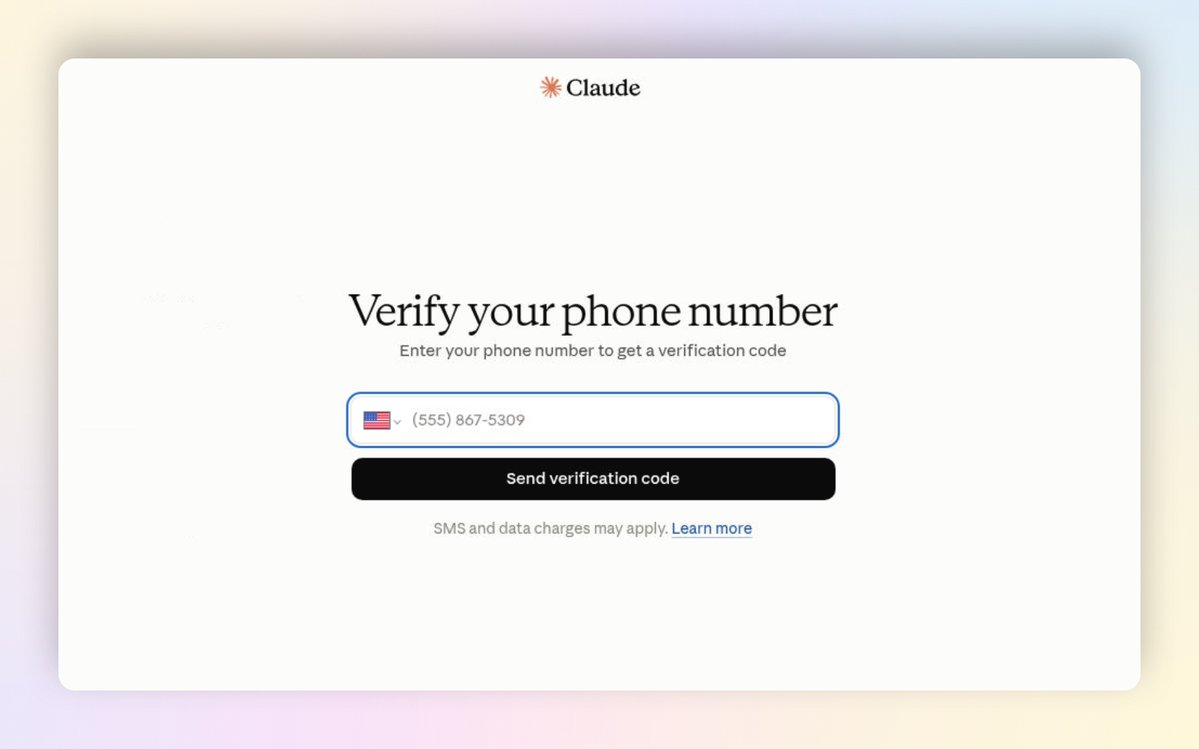 Claude
Verify your phone number
Enter your phone number to get a verification code
(555) 867-5309
Send verification code
SMS and data charges may apply. Learn more